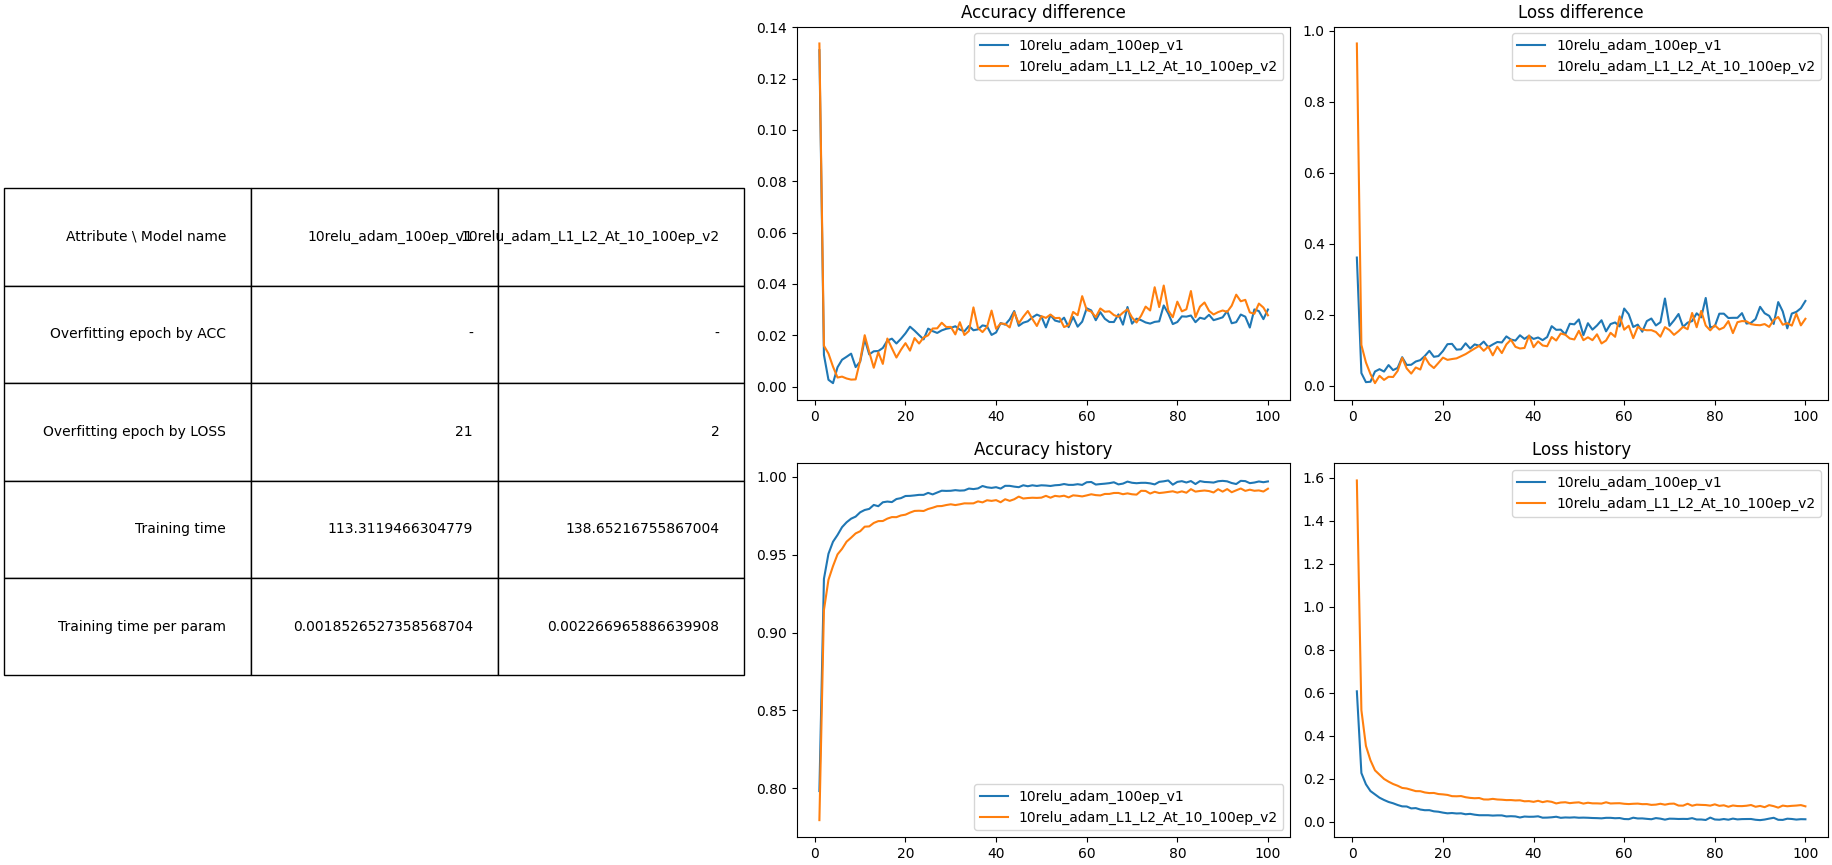 Attribute \ Model name 10relu_adam_100ep_v1 10relu_adam_L1_L2_At_10_100ep_v2
Overfitting epoch by ACC - -
Overfitting epoch by LOSS 21 2
Training time 113.3119466304779 138.65216755867004
Training time per param 0.0018526527358568704 0.002266965886639908
Accuracy difference
0.14
0.12
0.10
0.08
0.06
0.04
0.02
0.00
0 20 40 60 80 100
10relu_adam_100ep_v1
10relu_adam_L1_L2_At_10_100ep_v2
Loss difference
1.0
0.8
0.6
0.4
0.2
0.0
0 20 40 60 80 100
10relu_adam_100ep_v1
10relu_adam_L1_L2_At_10_100ep_v2
Accuracy history
1.00
0.95
0.90
0.85
0.80
0 20 40 60 80 100
10relu_adam_100ep_v1
10relu_adam_L1_L2_At_10_100ep_v2
Loss history
1.6
1.4
1.2
1.0
0.8
0.6
0.4
0.2
0.0
0 20 40 60 80 100
10relu_adam_100ep_v1
10relu_adam_L1_L2_At_10_100ep_v2